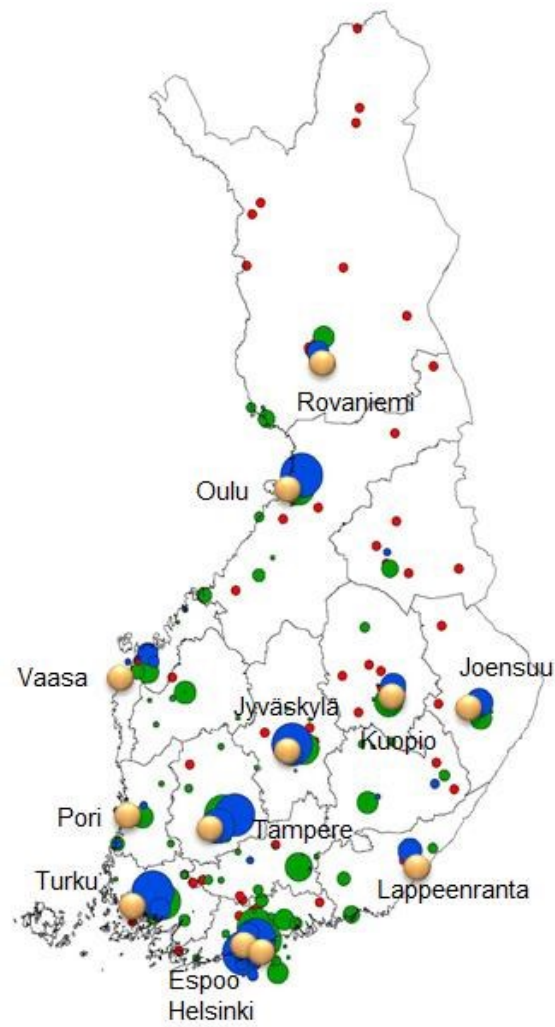 Rovaniemi
Oulu
Vaasa
Joensuu
Jyväskylä
Kuopio
Pori
Tampere
Turku
Lappeenranta
Espoo
Helsinki